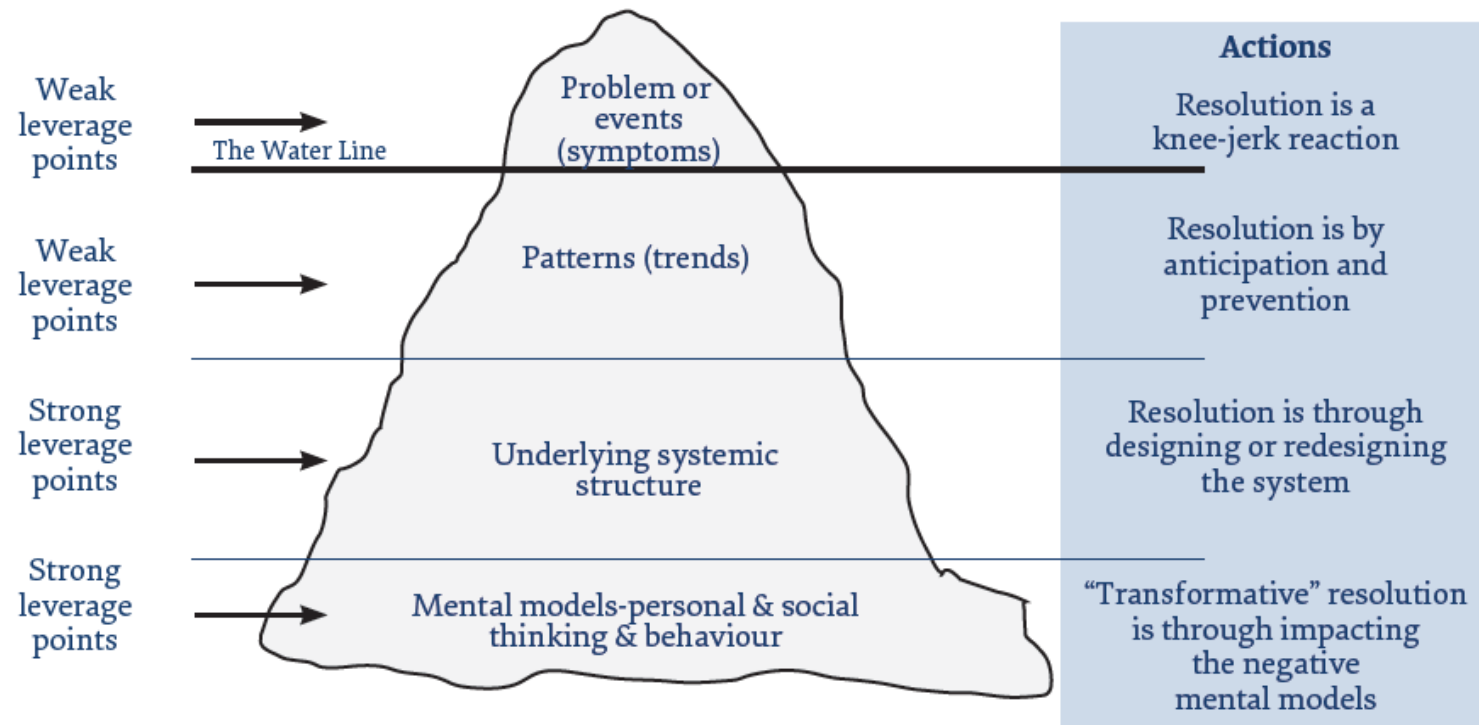 Actions
Weak
leverage
points
The Water Line
Problem or
events
(symptoms)
Resolution is a
knee-jerk reaction
Weak
leverage
points
Patterns (trends)
Resolution is by
anticipation and
prevention
Strong
leverage
points
Underlying systemic
structure
Resolution is through
designing or redesigning
the system
Strong
leverage
points
Mental models-personal & social
thinking & behaviour
“Transformative” resolution
is through impacting
the negative
mental models